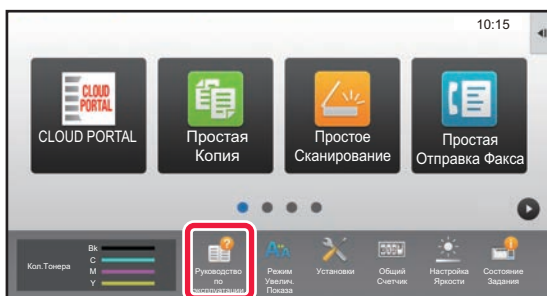 10:15
CLOUD
PORTAL
CLOUD PORTAL
Простая
Копия
Простое
Сканирование
Простая
Отправка Факса
Кол.Тонера
Bk
C
M
Y
Руководство
по
эксплуатации
Режим
Увелич.
Показа
Установки
Общий
Счетчик
Настройка
Яркости
Состояние
Задания